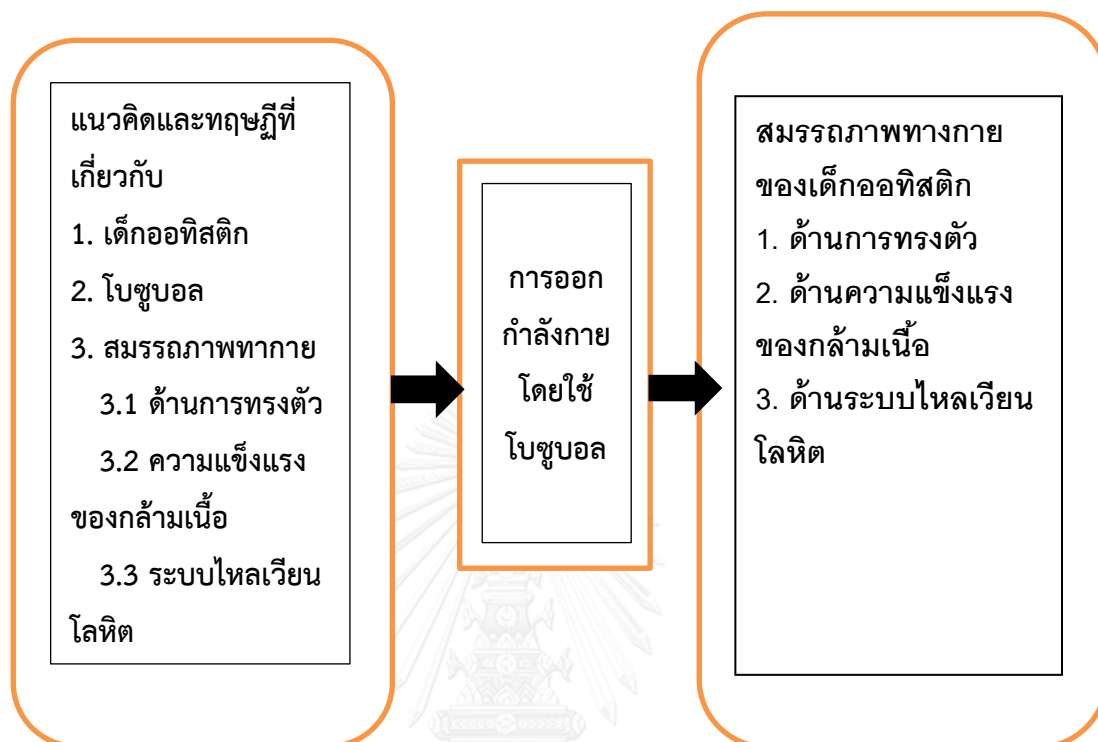 แนวคิดและทฤษฏีที่
เกี่ยวกับ
1. เด็กออทิสติก
2. โบซูบอล
3. สมรรถภาพทากาย
3.1 ด้านการทรงตัว
3.2 ความแข็งแรง
ของกล้ามเนื้อ
3.3 ระบบไหลเวียน
โลหิต
การออก
กำลังกาย
โดยใช้
โบซูบอล
สมรรถภาพทางกาย
ของเด็กออทิสติก
1. ด้านการทรงตัว
2. ด้านความแข็งแรง
ของกล้ามเนื้อ
3. ด้านระบบไหลเวียน
โลหิต